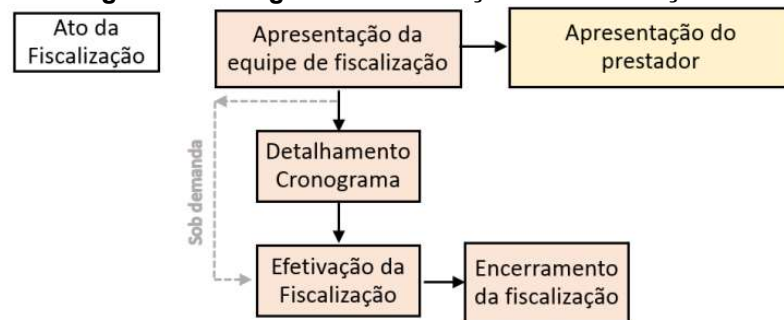 Ato da
Fiscalização
Apresentação da
equipe de fiscalização
Apresentação do
prestador
Sob demanda
Detalhamento
Cronograma
Efetivação da
Fiscalização
Encerramento
da fiscalização